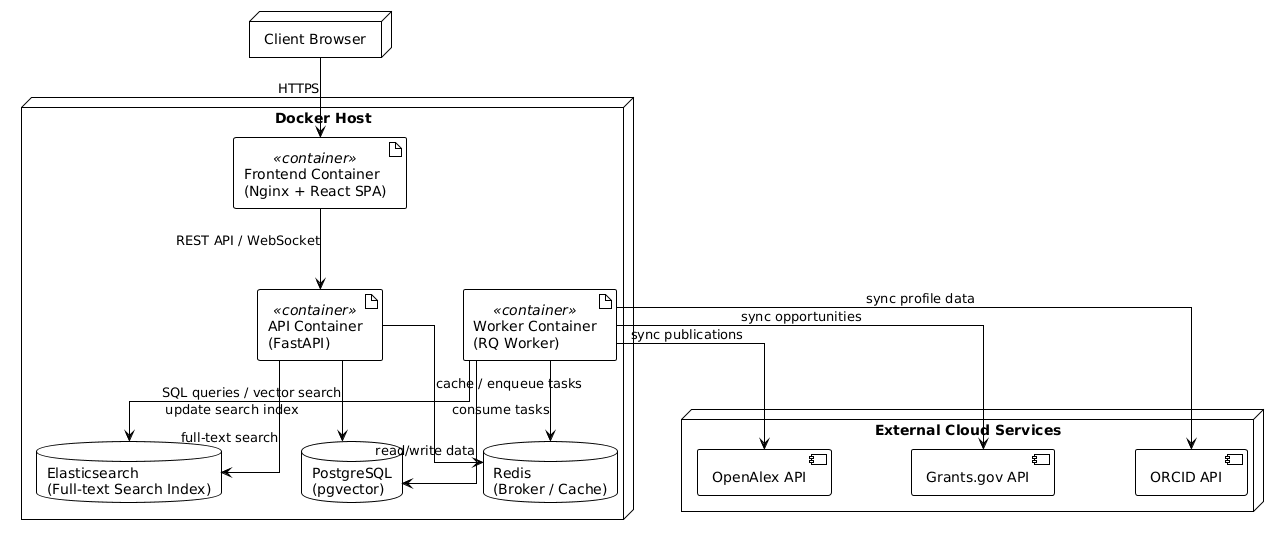 Client Browser
HTTPS
Docker Host
«container»
Frontend Container
(Nginx + React SPA)
REST API / WebSocket
«container»
API Container
(FastAPI)
«container»
Worker Container
(RQ Worker)
sync profile data
sync opportunities
sync publications
SQL queries / vector search
cache / enqueue tasks
update search index
consume tasks
full-text search
read/write data
Elasticsearch
(Full-text Search Index)
PostgreSQL
(pgvector)
Redis
(Broker / Cache)
External Cloud Services
OpenAlex API
Grants.gov API
ORCID API